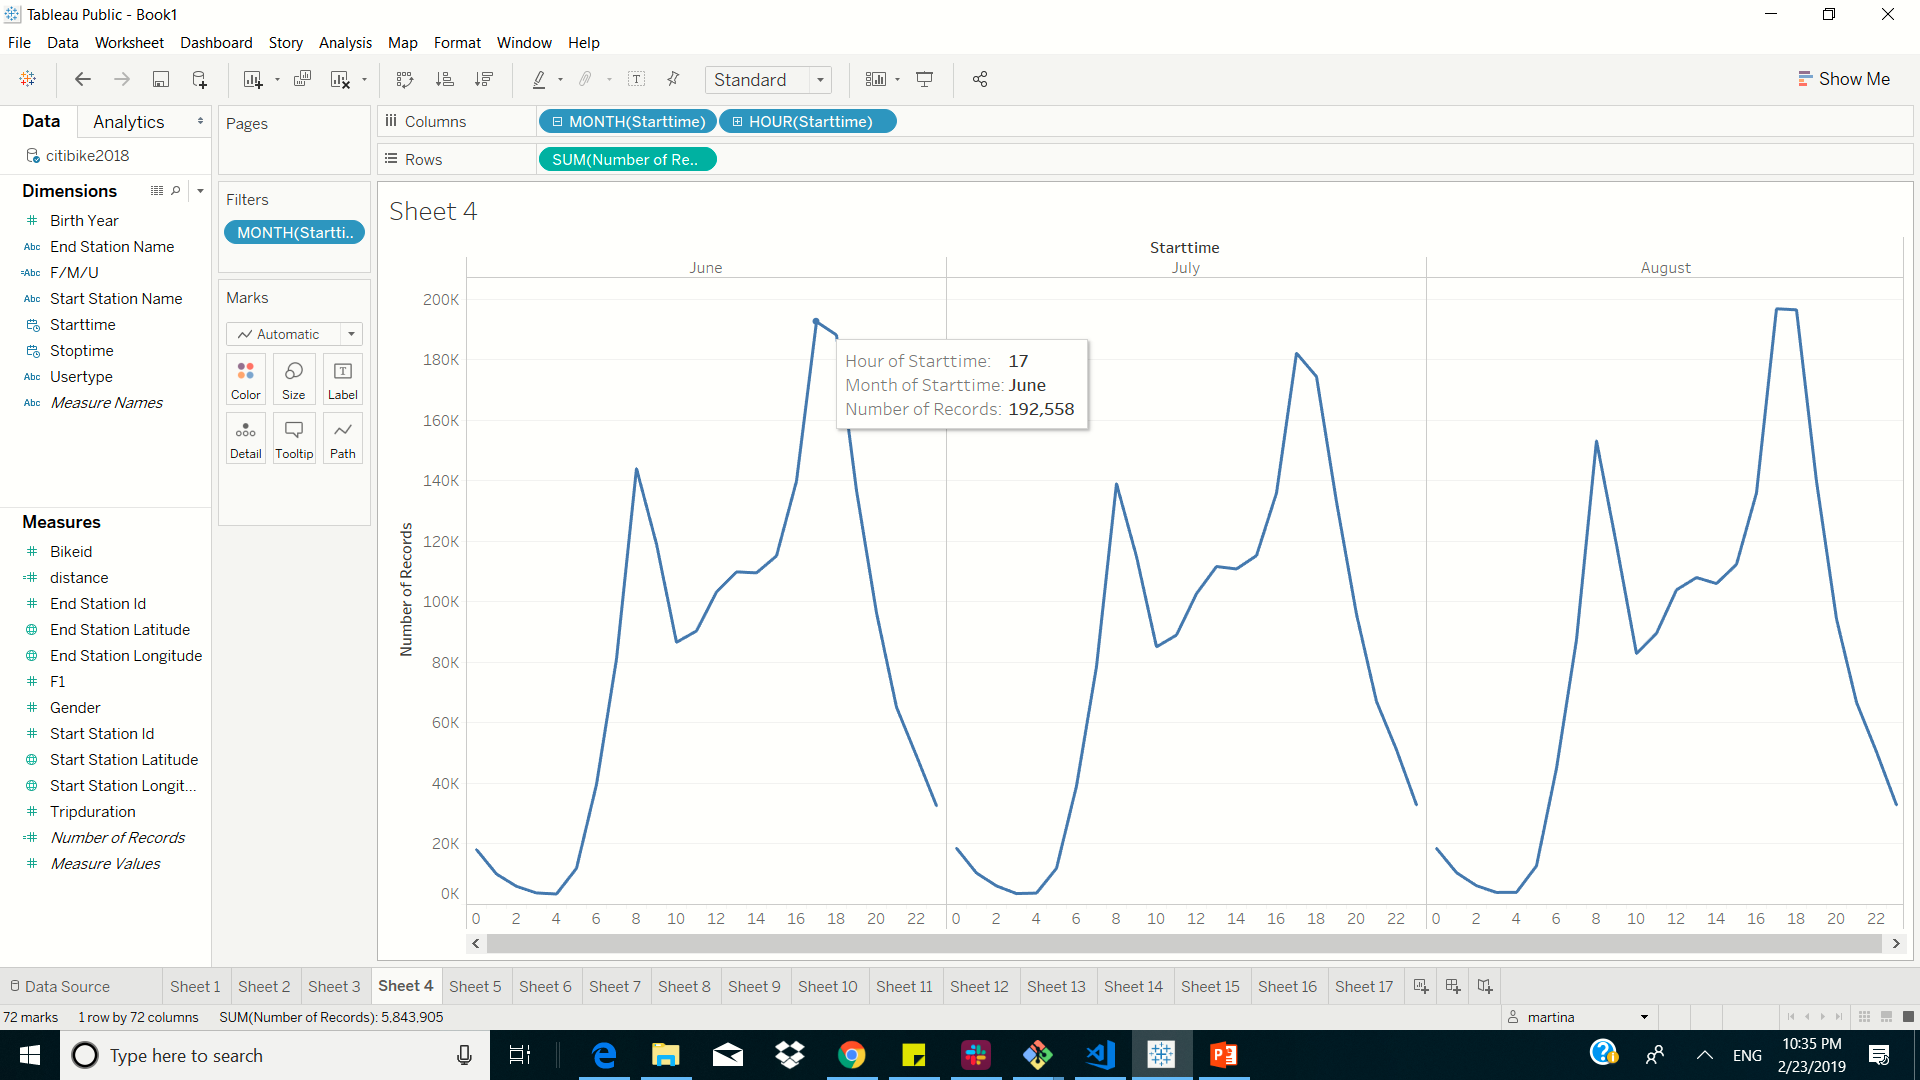 Tableau Public - Book1
File Data Worksheet Dashboard Story Analysis Map Format Window Help
Standard
Show Me
Data Analytics
citibike2018
Dimensions
Birth Year
Abc End Station Name
=Abc F/M/U
Abc Start Station Name
Starttime
Stoptime
Abc Usertype
Abc Measure Names
Measures
Bikeid
distance
End Station Id
End Station Latitude
End Station Longitude
F1
Gender
Start Station Id
Start Station Latitude
Start Station Longit...
Tripduration
Number of Records
Measure Values
Pages
Filters
MONTH(Startti..
Marks
Automatic
Color Size Label
Detail Tooltip Path
Columns MONTH(Starttime) HOUR(Starttime)
Rows SUM(Number of Re..
Sheet 4
Starttime
June July August
Number of Records
200K
180K
160K
140K
120K
100K
80K
60K
40K
20K
0K
Hour of Starttime: 17
Month of Starttime: June
Number of Records: 192,558
0 2 4 6 8 10 12 14 16 18 20 22 0 2 4 6 8 10 12 14 16 18 20 22 0 2 4 6 8 10 12 14 16 18 20 22
Data Source Sheet 1 Sheet 2 Sheet 3 Sheet 4 Sheet 5 Sheet 6 Sheet 7 Sheet 8 Sheet 9 Sheet 10 Sheet 11 Sheet 12 Sheet 13 Sheet 14 Sheet 15 Sheet 16 Sheet 17
72 marks 1 row by 72 columns SUM(Number of Records): 5,843,905 martina
Type here to search
ENG
10:35 PM
2/23/2019